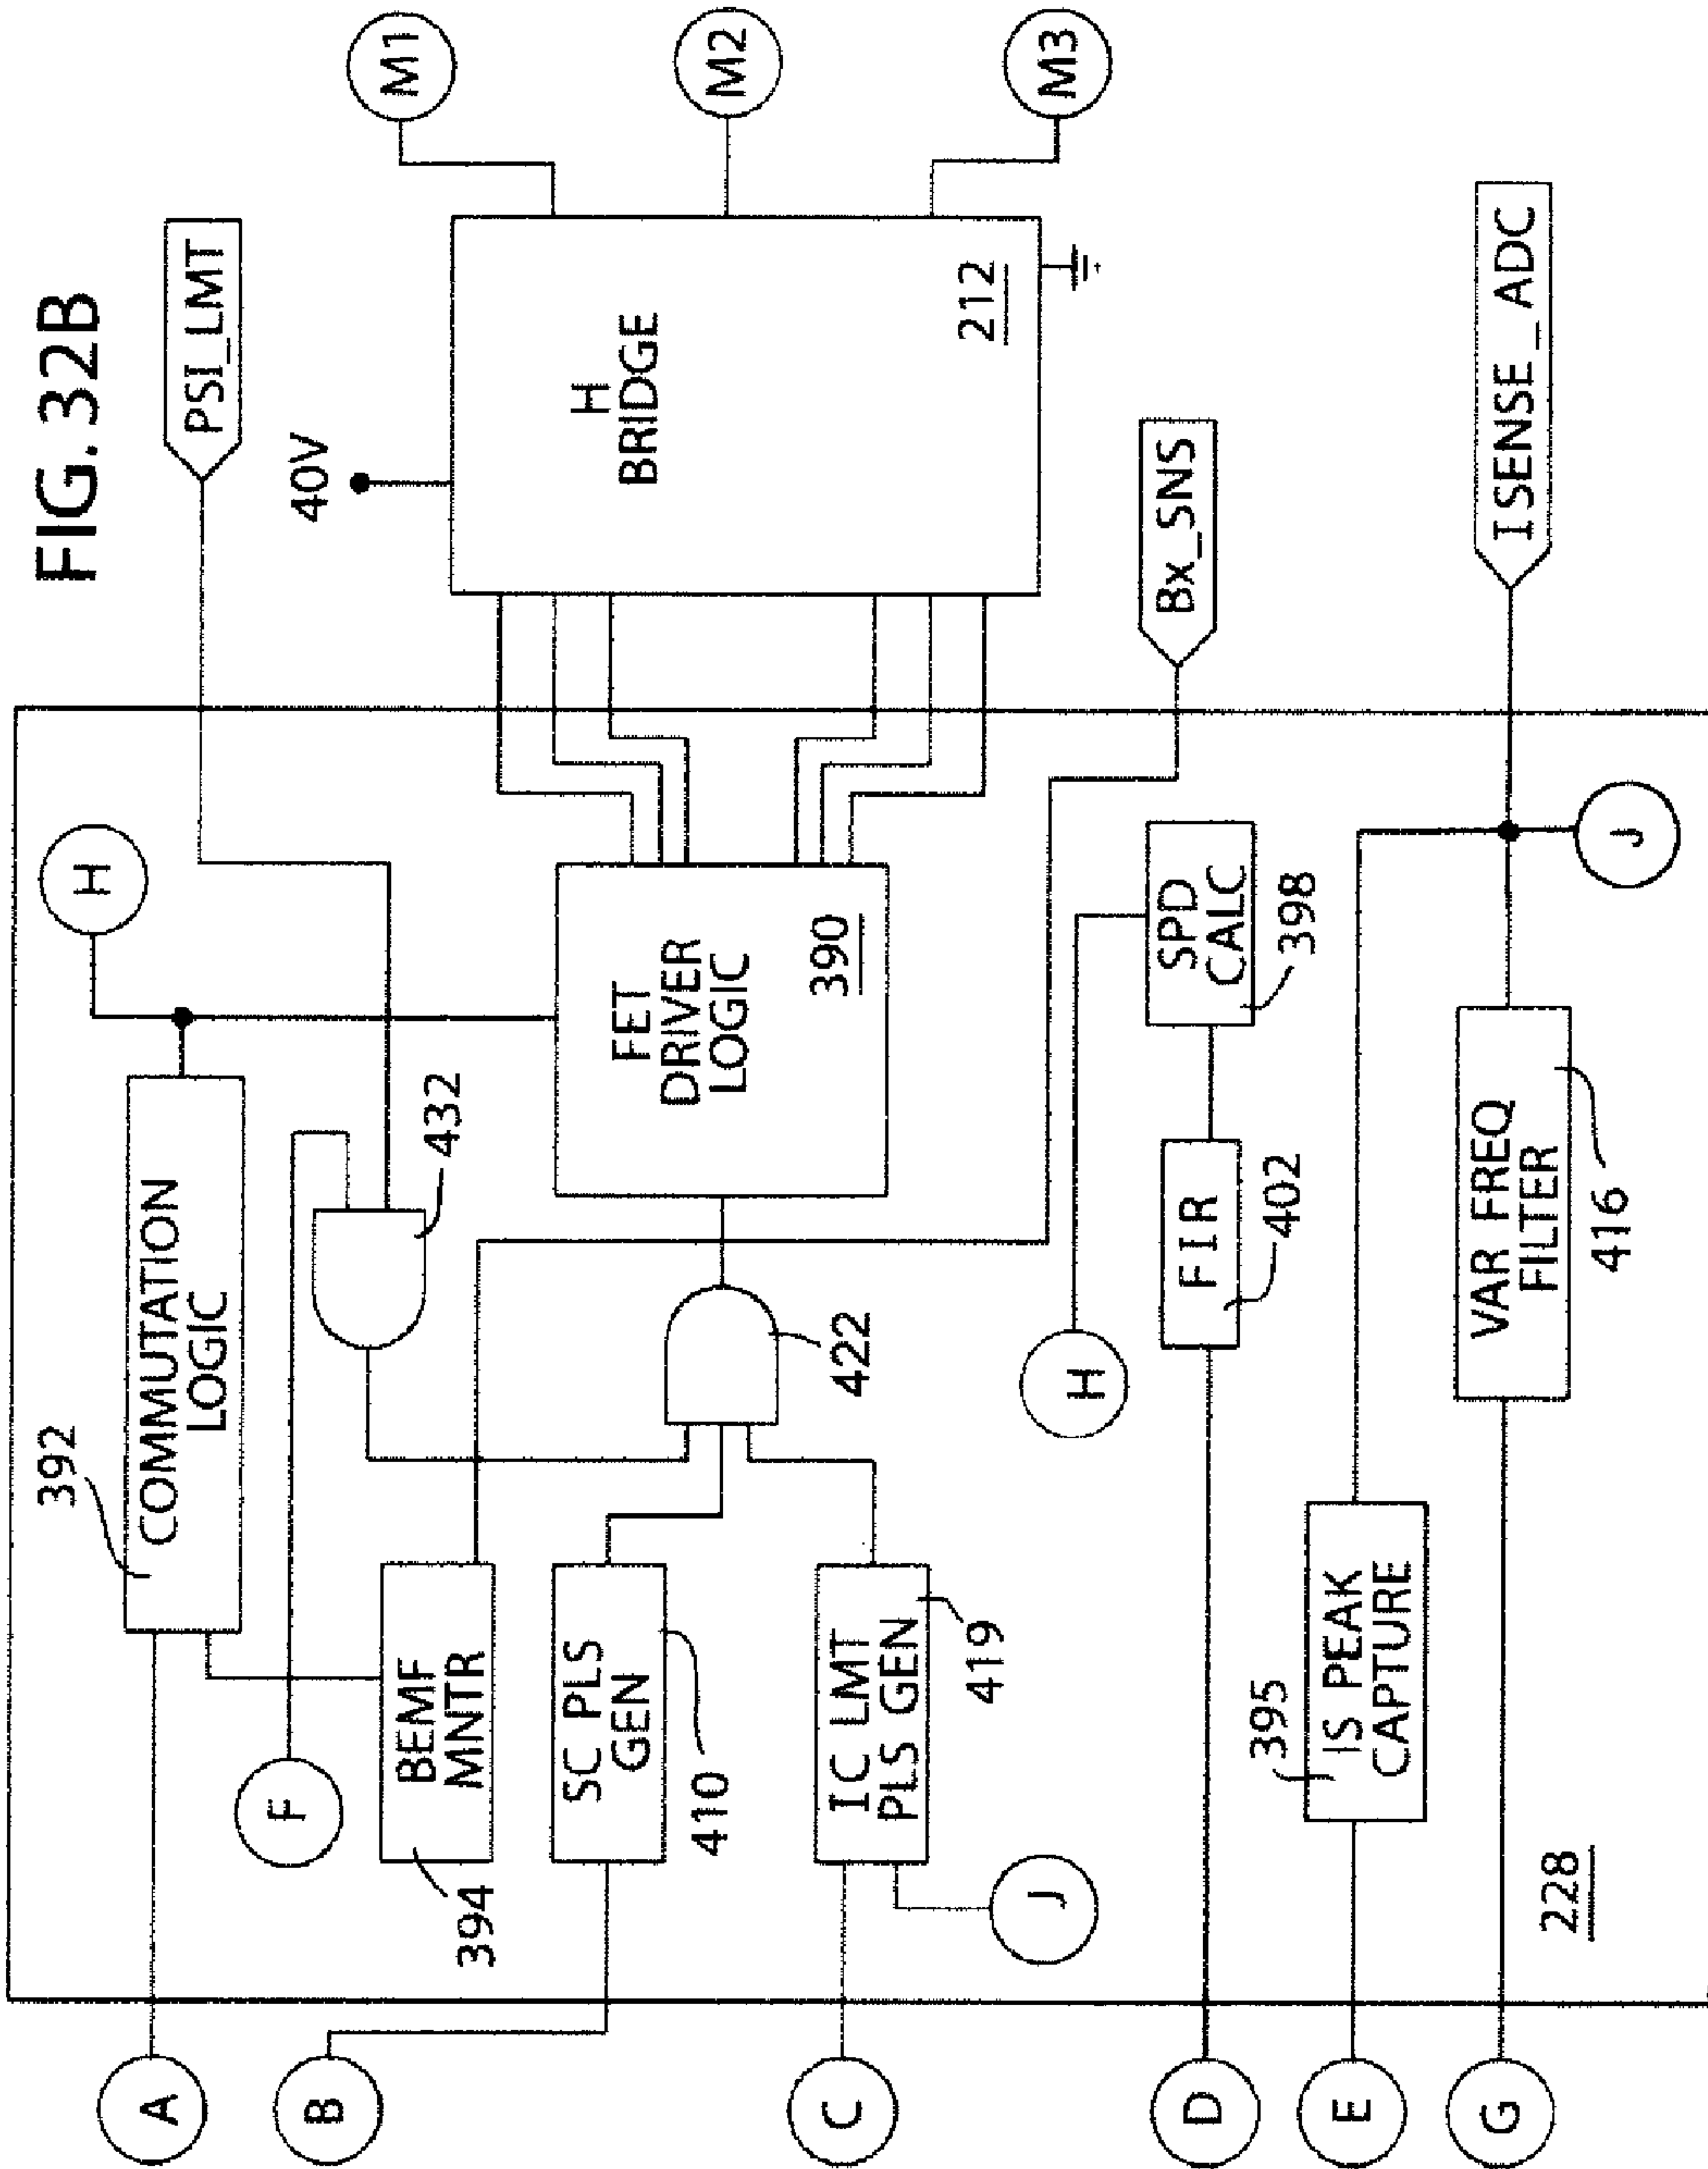 FIG. 32B
PSI_LMT
H
392
COMMUTATION
LOGIC
A
M1
40V
F
432
BEMF
MNTR
394
FET
DRIVER
LOGIC
390
H
BRIDGE
212
M2
B
SC PLS
GEN
410
422
M3
IC LMT
PLS GEN
419
C
J
H
Bx_SNS
SPD
CALC
398
FIR
402
D
395
IS PEAK
CAPTURE
E
ISENSE_ADC
VAR FREQ
FILTER
416
G
J
228